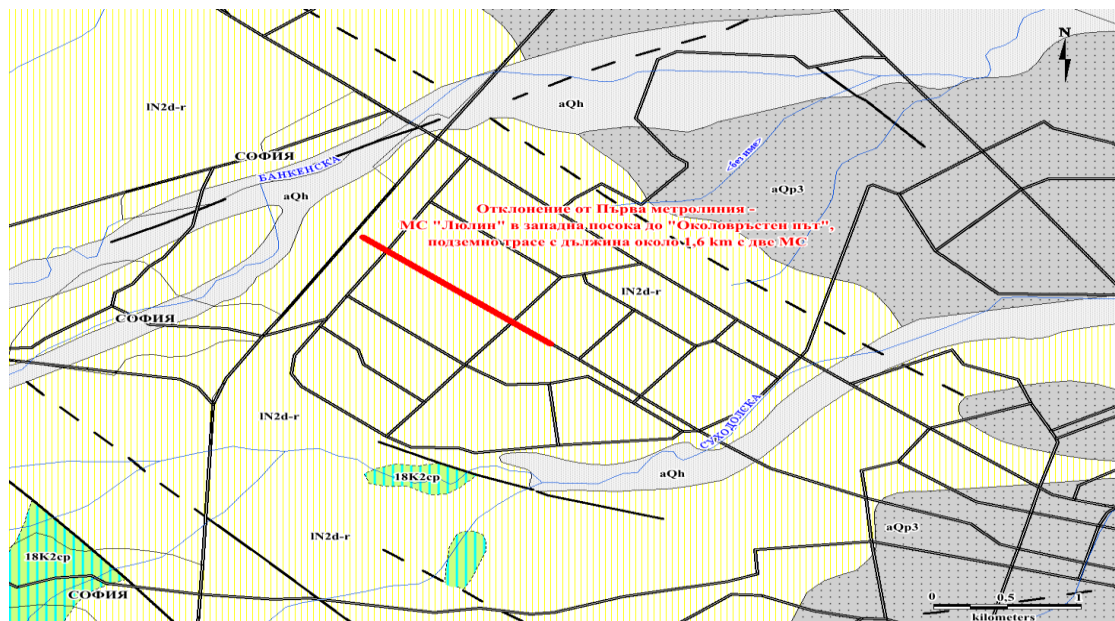 N
aQh
lN2d-r
СОФИЯ
БАНКЕНСКА
<без име>
aQh
aQp3
Отклонение от Първа метролиния -
МС "Люлин" в западна посока до "Околовръстен път",
подземно трасе с дължина около 1,6 km с две МС
lN2d-r
СОФИЯ
lN2d-r
СУХОДОЛСКА
18K2cp
aQh
aQp3
lN2d-r
18K2cp
СОФИЯ
0 0,5 1
kilometers